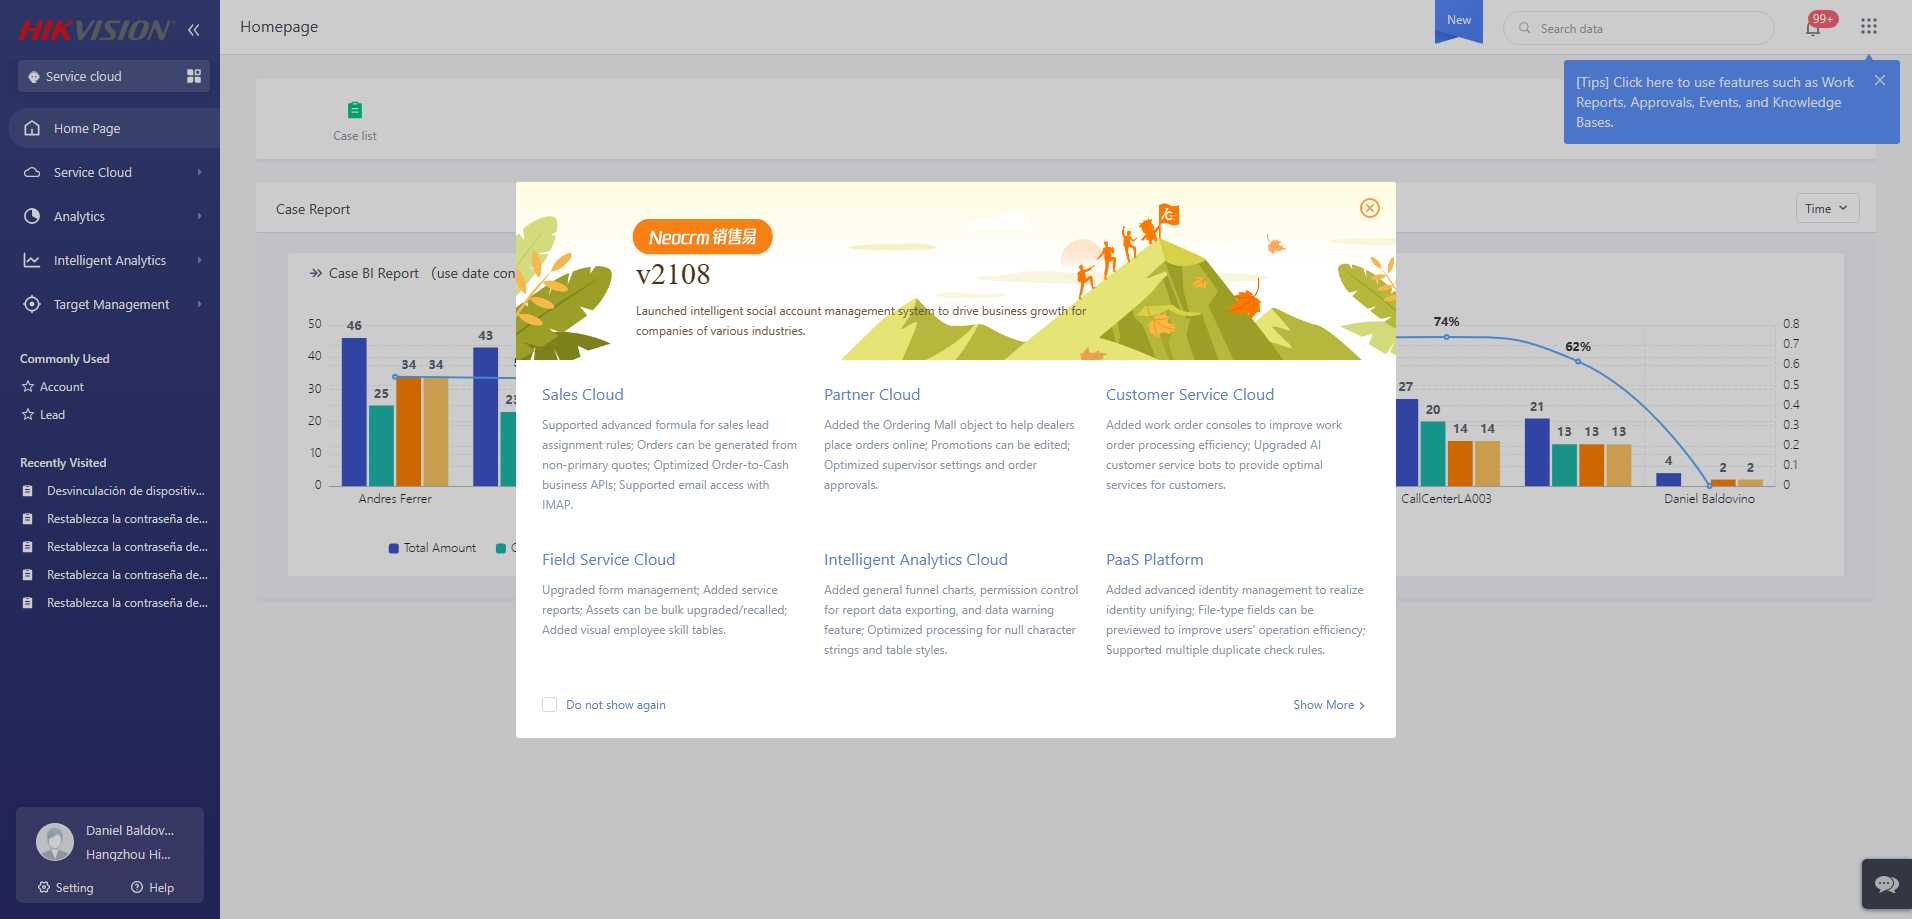 HIKVISION
Homepage
New
Search data
99+
[Tips] Click here to use features such as Work
Reports, Approvals, Events, and Knowledge
Bases.
Service cloud
Home Page
Service Cloud
Analytics
Intelligent Analytics
Target Management
Commonly Used
Account
Lead
Recently Visited
Desvinculación de dispositiv...
Restablezca la contraseña de...
Restablezca la contraseña de...
Restablezca la contraseña de...
Restablezca la contraseña de...
Daniel Baldov...
Hangzhou Hi...
Setting
Help
Case list
Case Report
Time
Case BI Report (use date con
50
40
30
20
10
0
46
25
34
34
43
Andres Ferrer
Total Amount
Neocrm 销售易
v2108
Launched intelligent social account management system to drive business growth for
companies of various industries.
Sales Cloud
Supported advanced formula for sales lead
assignment rules; Orders can be generated from
non-primary quotes; Optimized Order-to-Cash
business APIs; Supported email access with
IMAP.
Partner Cloud
Added the Ordering Mall object to help dealers
place orders online; Promotions can be edited;
Optimized supervisor settings and order
approvals.
Customer Service Cloud
Added work order consoles to improve work
order processing efficiency; Upgraded AI
customer service bots to provide optimal
services for customers.
Field Service Cloud
Upgraded form management; Added service
reports; Assets can be bulk upgraded/recalled;
Added visual employee skill tables.
Intelligent Analytics Cloud
Added general funnel charts, permission control
for report data exporting, and data warning
feature; Optimized processing for null character
strings and table styles.
PaaS Platform
Added advanced identity management to realize
identity unifying; File-type fields can be
previewed to improve users' operation efficiency;
Supported multiple duplicate check rules.
Do not show again
Show More
74%
62%
27
20
14
14
21
13
13
13
4
2
2
CallCenterLA003
Daniel Baldovino
0.8
0.7
0.6
0.5
0.4
0.3
0.2
0.1
0